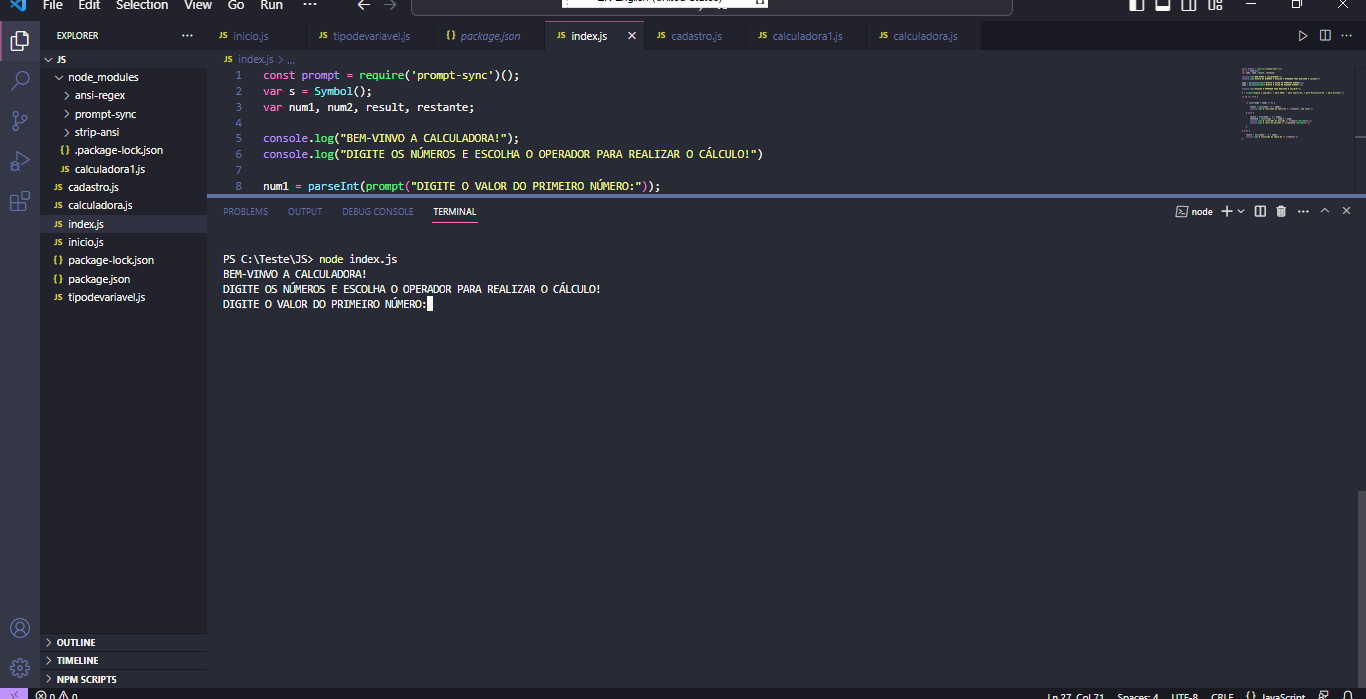 File Edit Selection View Go Run ···
EXPLORER ···
JS
node_modules
ansi-regex
prompt-sync
strip-ansi
{} .package-lock.json
JS calculadora1.js
JS cadastro.js
JS calculadora.js
JS index.js
JS inicio.js
{} package-lock.json
{} package.json
JS tipodevariavel.js
OUTLINE
TIMELINE
NPM SCRIPTS
JS inicio.js JS tipodevariavel.js {} package.json JS index.js JS cadastro.js JS calculadora1.js JS calculadora.js
JS index.js > ...
1 const prompt = require('prompt-sync')();
2 var s = Symbol();
3 var num1, num2, result, restante;
4
5 console.log("BEM-VINVO A CALCULADORA!");
6 console.log("DIGITE OS NÚMEROS E ESCOLHA O OPERADOR PARA REALIZAR O CÁLCULO!")
7
8 num1 = parseInt(prompt("DIGITE O VALOR DO PRIMEIRO NÚMERO:"));
PROBLEMS OUTPUT DEBUG CONSOLE TERMINAL
node
PS C:\Teste\JS> node index.js
BEM-VINVO A CALCULADORA!
DIGITE OS NÚMEROS E ESCOLHA O OPERADOR PARA REALIZAR O CÁLCULO!
DIGITE O VALOR DO PRIMEIRO NÚMERO:
0 0 Ln 27, Col 71 Spaces: 4 UTF-8 CRLF {} JavaScript